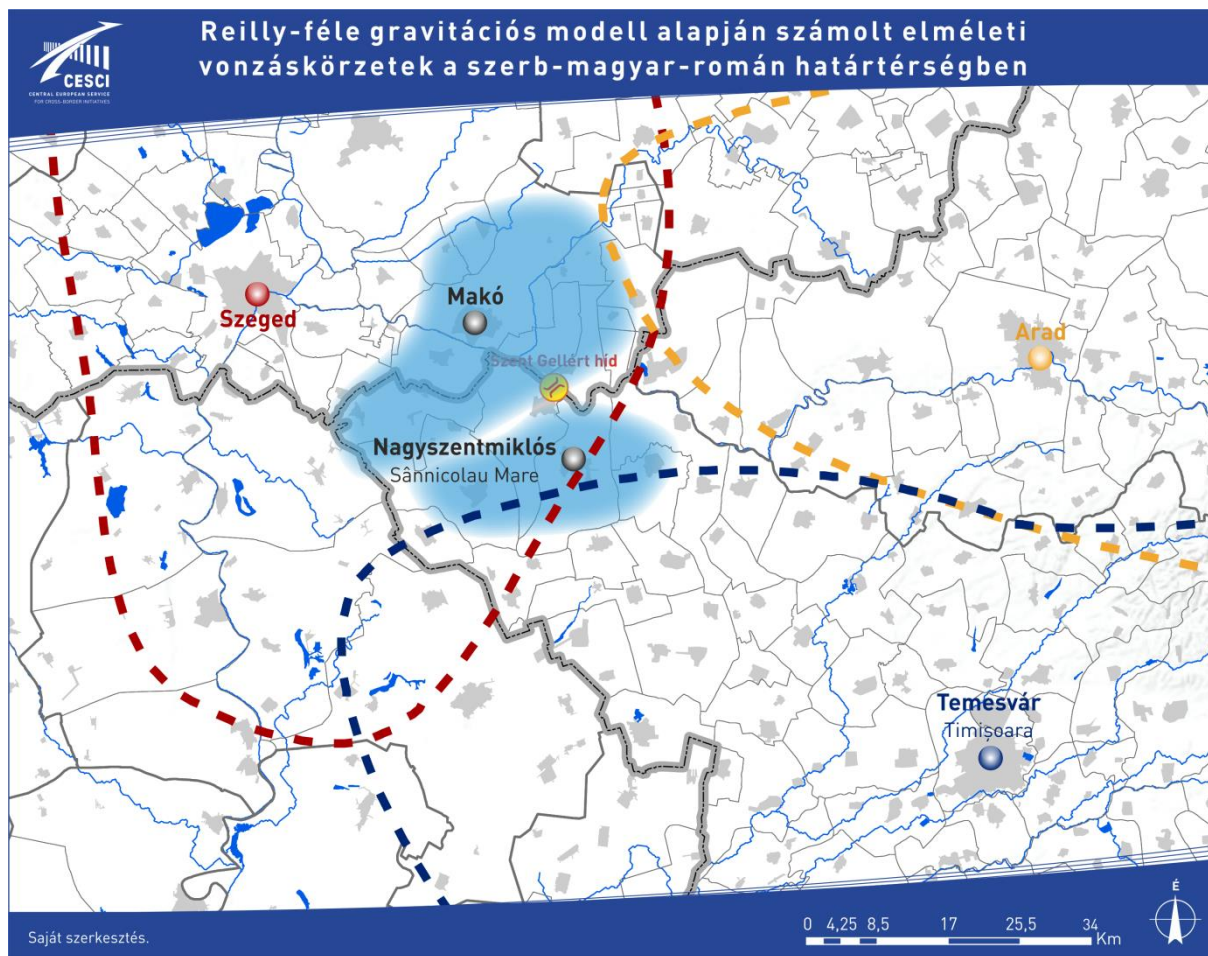 Reilly-féle gravitációs modell alapján számolt elméleti
vonzáskörzetek a szerb-magyar-román határtérségben
CESCI
CENTRAL EUROPEAN SERVICE
FOR CROSS-BORDER INITIATIVES
Makó
Szeged
Szent Gellért híd
Arad
Nagyszentmiklós
Sânnicolau Mare
Temesvár
Timișoara
Saját szerkesztés.
0 4,25 8,5 17 25,5 34
Km
É